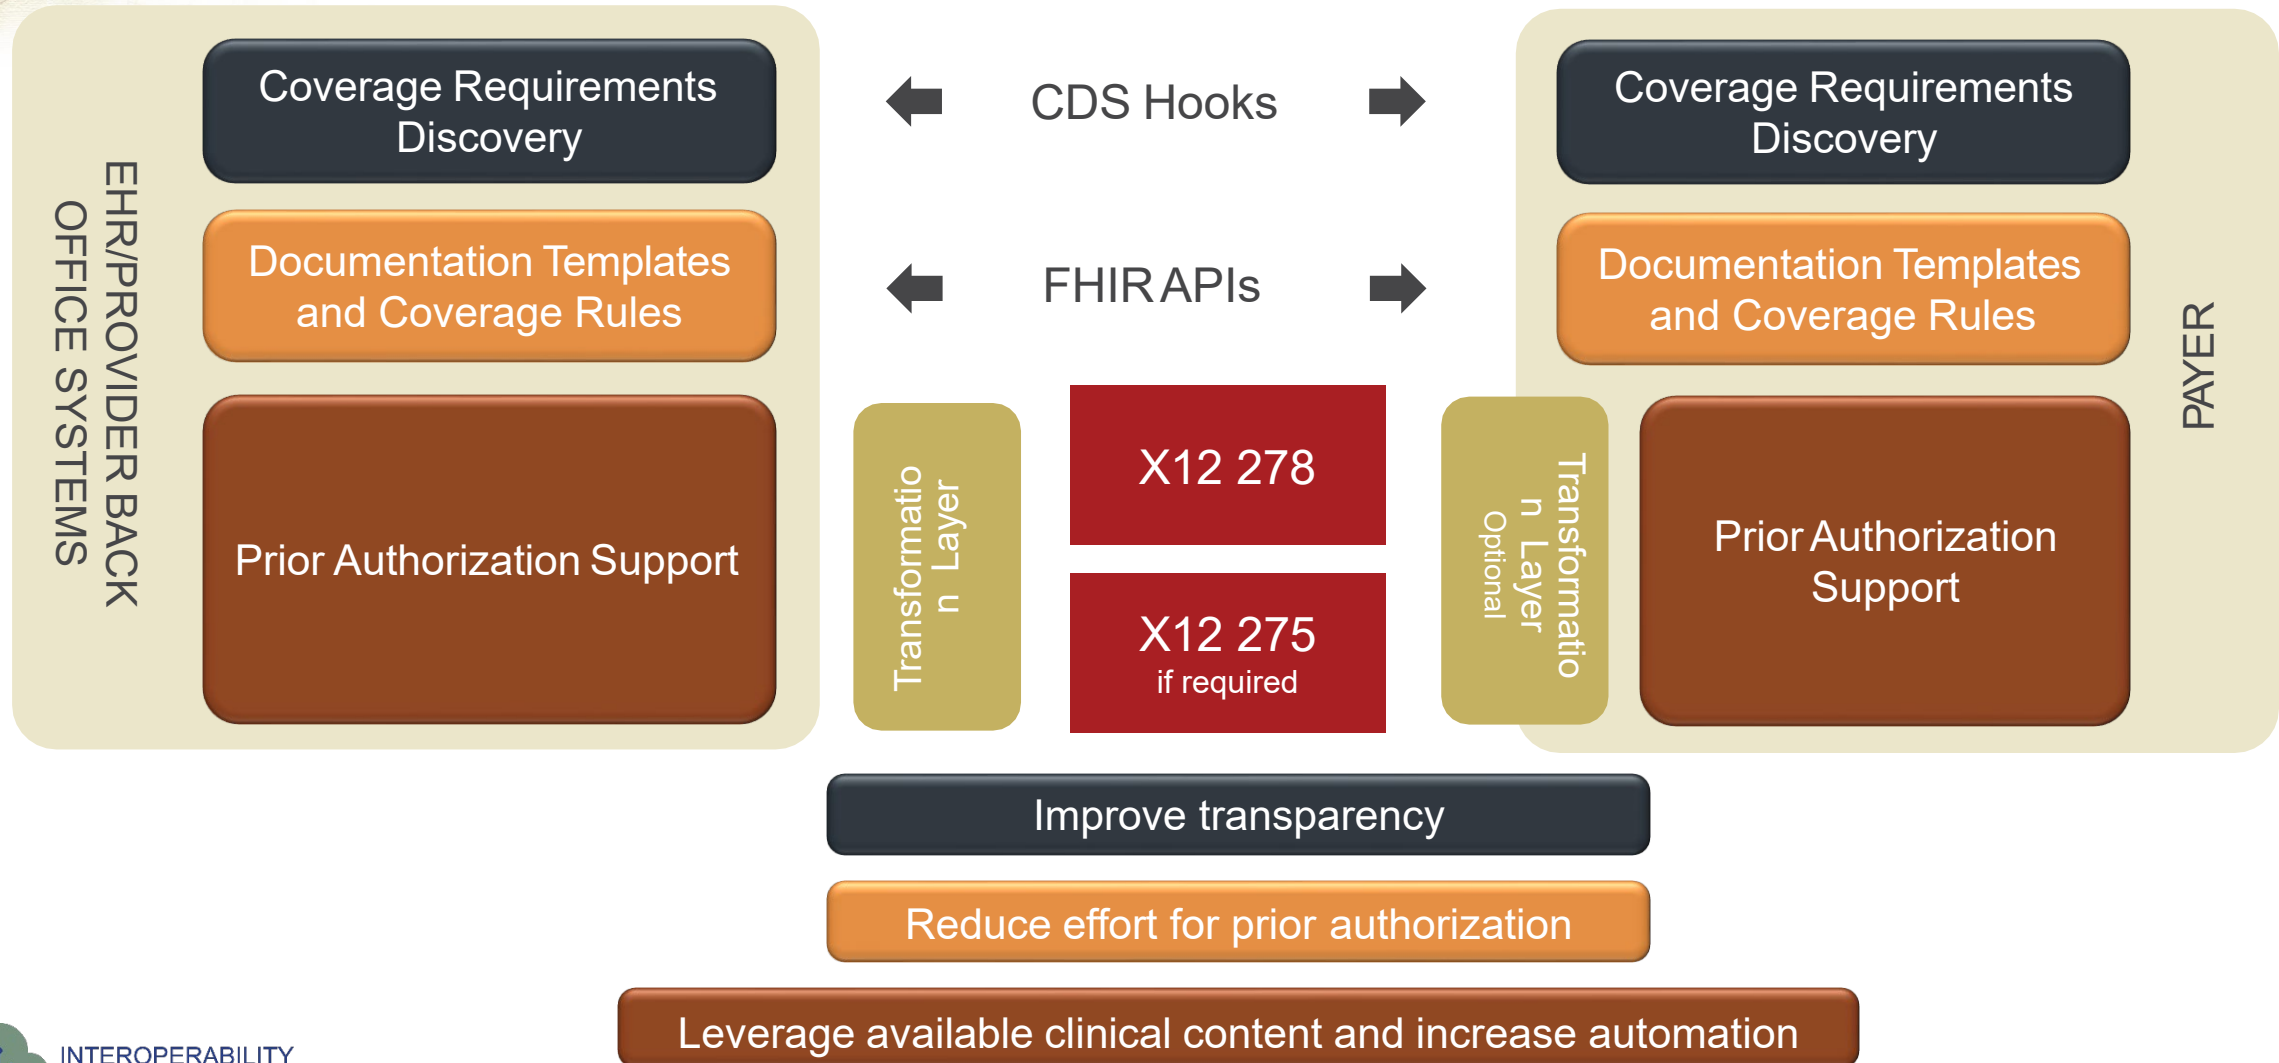 EHR/PROVIDER BACK
OFFICE SYSTEMS
Coverage Requirements
Discovery
Documentation Templates
and Coverage Rules
Prior Authorization Support
CDS Hooks
FHIR APIs
Transformatio
n Layer
X12 278
X12 275
if required
Transformatio
n Layer
Optional
Coverage Requirements
Discovery
Documentation Templates
and Coverage Rules
Prior Authorization
Support
PAYER
Improve transparency
Reduce effort for prior authorization
Leverage available clinical content and increase automation
INTEROPERABILITY